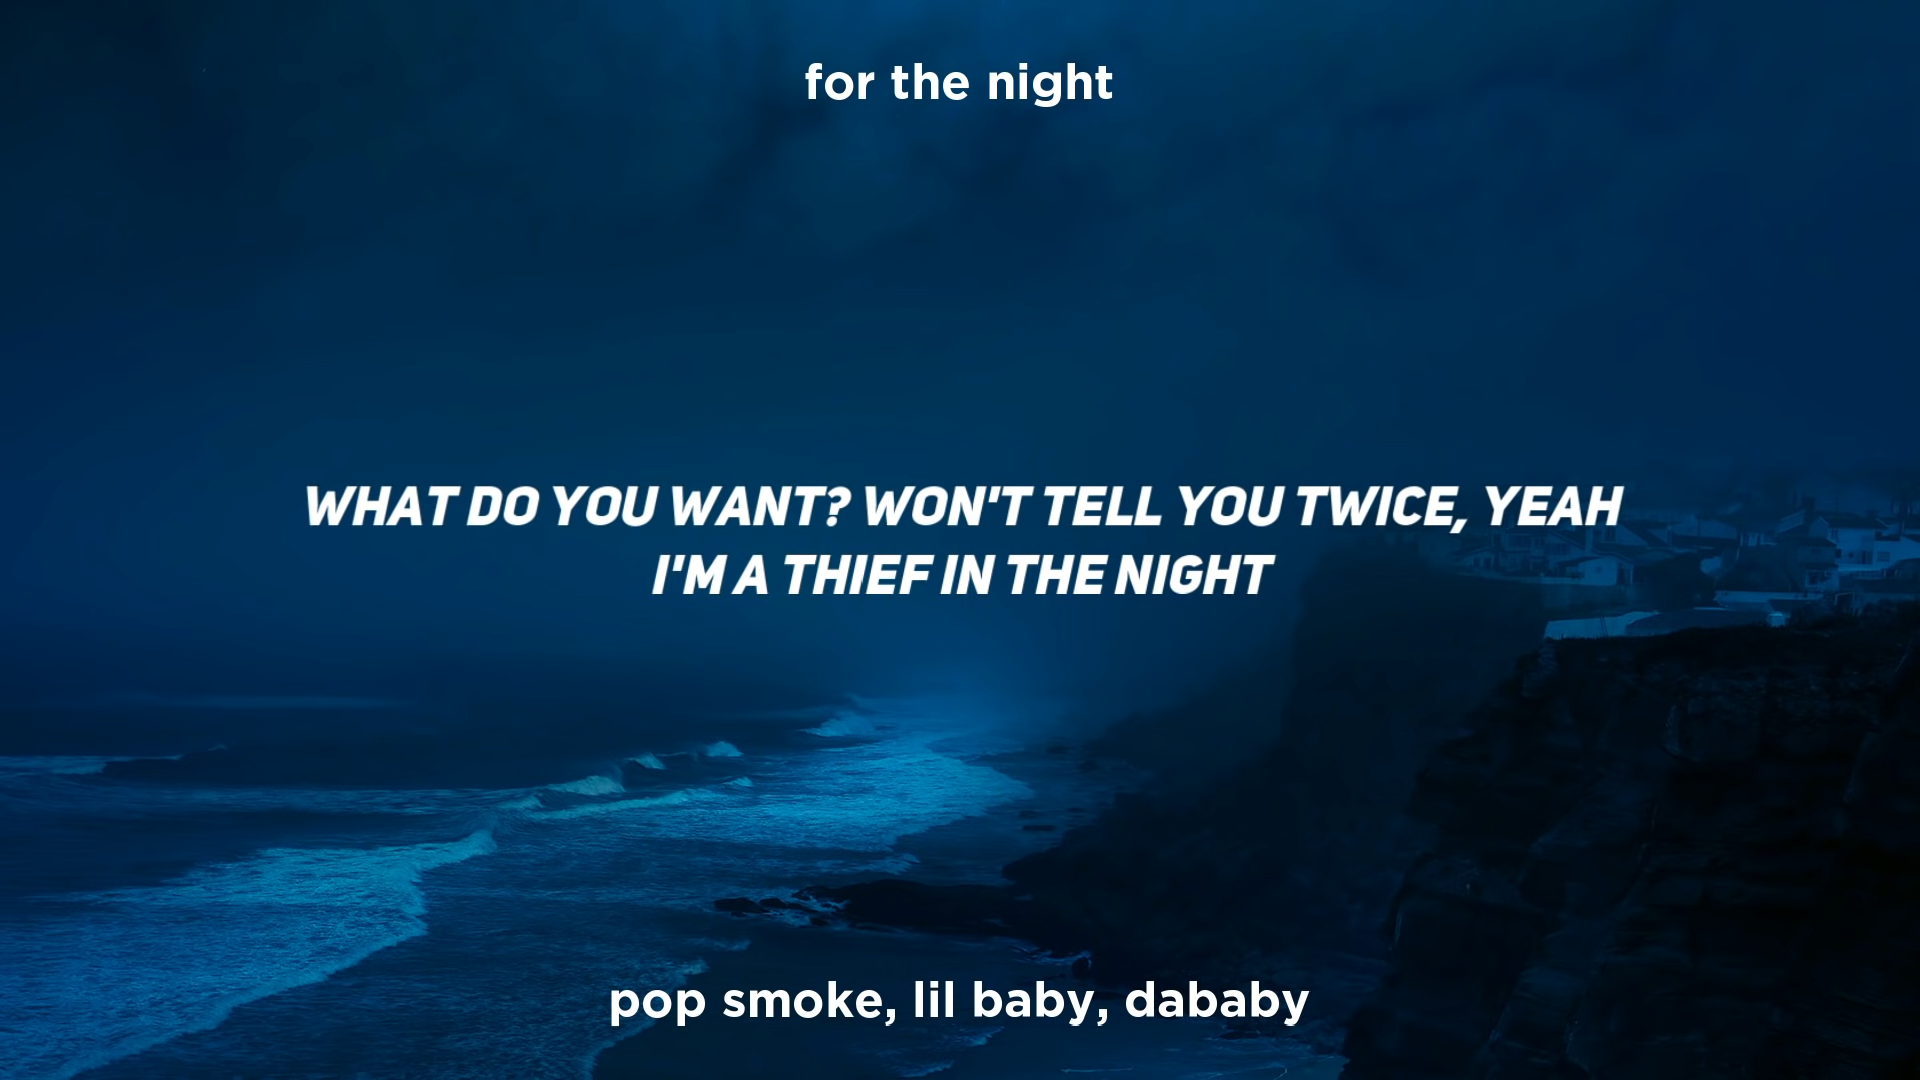 for the night
WHAT DO YOU WANT? WON'T TELL YOU TWICE, YEAH
I'M A THIEF IN THE NIGHT
pop smoke, lil baby, dababy